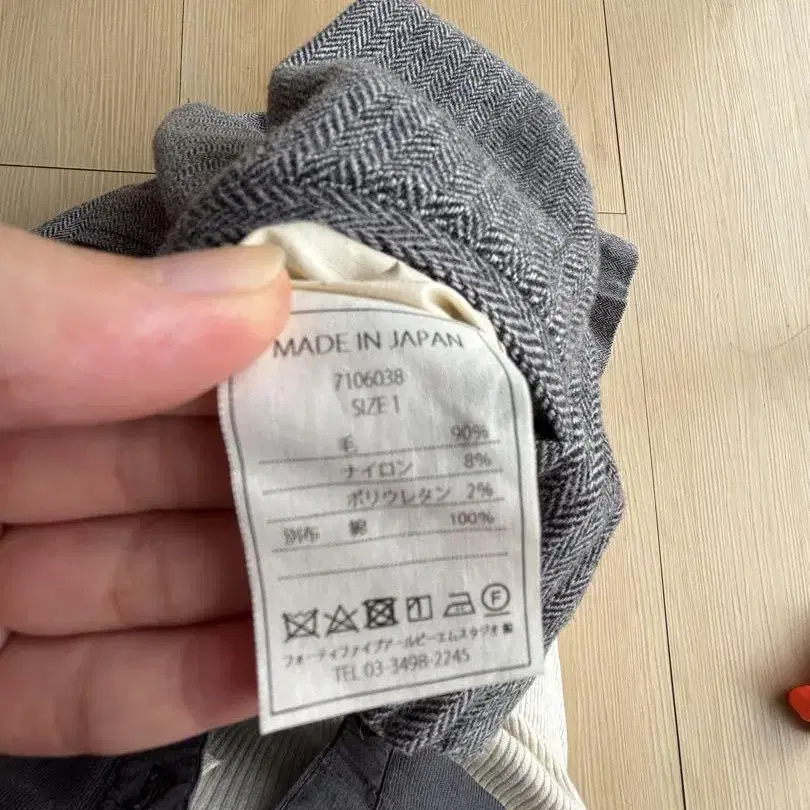 MADE IN JAPAN
7106038
SIZE 1
毛 90%
ナイロン 8%
ポリウレタン 2%
別布 綿 100%
F
フォーティファイブアールピーエムスタジオ㈱
TEL 03-3498-2245